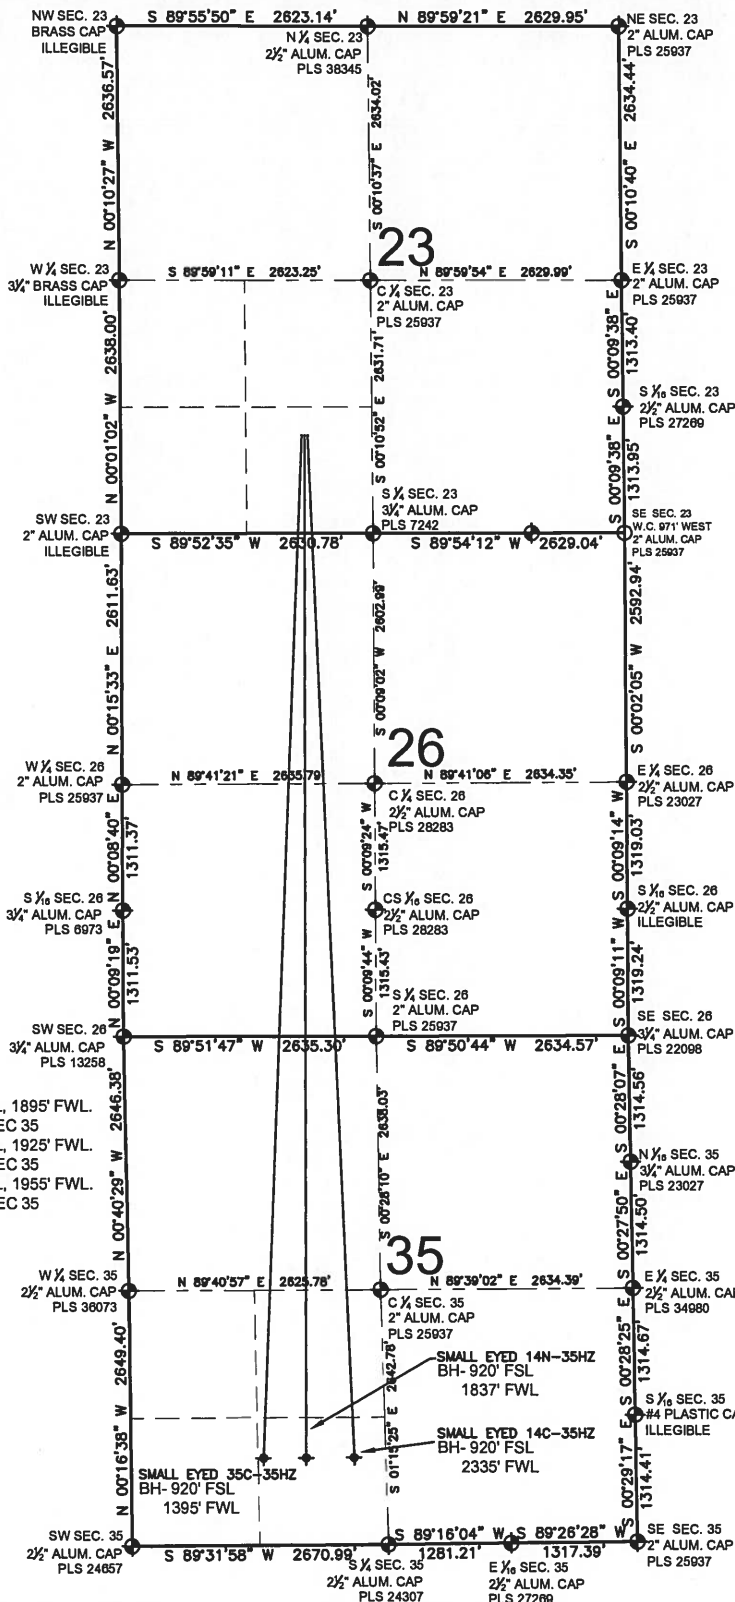 NW SEC. 23
BRASS CAP
ILLEGIBLE
S 89°55'50" E 2623.14'
N ¼ SEC. 23
2½" ALUM. CAP
PLS 38345
N 89°59'21" E 2629.95'
NE SEC. 23
2" ALUM. CAP
PLS 25937
N 00°10'27" W 2636.57'
S 00°10'37" E 2634.02'
S 00°10'40" E 2634.44'
23
W ¼ SEC. 23
3¼" BRASS CAP
ILLEGIBLE
S 89°59'11" E 2623.25'
N 89°59'54" E 2629.99'
C ¼ SEC. 23
2" ALUM. CAP
PLS 25937
E ¼ SEC. 23
2" ALUM. CAP
PLS 25937
N 00°01'02" W 2638.00'
S 00°10'52" E 2631.71'
S 00°09'38" E
1313.40'
S 1/16 SEC. 23
2½" ALUM. CAP
PLS 27269
S 00°09'38" E
1313.95'
SW SEC. 23
2" ALUM. CAP
ILLEGIBLE
S ¼ SEC. 23
3¼" ALUM. CAP
PLS 7242
SE SEC. 23
W.C. 971' WEST
2" ALUM. CAP
PLS 25937
S 89°52'35" W 2630.78'
S 89°54'12" W 2629.04'
N 00°15'33" E 2611.63'
S 00°09'02" W 2602.99'
S 00°02'05" W 2592.94'
26
W ¼ SEC. 26
2" ALUM. CAP
PLS 25937
N 89°41'21" E 2635.79'
N 89°41'06" E 2634.35'
C ¼ SEC. 26
2½" ALUM. CAP
PLS 28283
E ¼ SEC. 26
2½" ALUM. CAP
PLS 23027
N 00°08'40" E
1311.37'
S 00°09'24" W
1315.47'
S 00°09'14" W
1319.03'
S 1/16 SEC. 26
3¼" ALUM. CAP
PLS 6973
CS 1/16 SEC. 26
2½" ALUM. CAP
PLS 28283
S 1/16 SEC. 26
2½" ALUM. CAP
ILLEGIBLE
N 00°09'19" E
1311.53'
S 00°09'44" W
1315.43'
S 00°09'11" W
1319.24'
SW SEC. 26
3¼" ALUM. CAP
PLS 13258
S ¼ SEC. 26
2" ALUM. CAP
PLS 25937
SE SEC. 26
3¼" ALUM. CAP
PLS 22098
S 89°51'47" W 2635.30'
S 89°50'44" W 2634.57'
L, 1895' FWL.
EC 35
L, 1925' FWL.
EC 35
L, 1955' FWL.
EC 35
N 00°40'29" W 2646.38'
S 00°28'10" E 2638.03'
S 00°28'07" E
1314.56'
N 1/16 SEC. 35
3¼" ALUM. CAP
PLS 23027
S 00°27'50" E
1314.50'
35
W ¼ SEC. 35
2½" ALUM. CAP
PLS 36073
N 89°40'57" E 2625.78'
N 89°39'02" E 2634.39'
C ¼ SEC. 35
2" ALUM. CAP
PLS 25937
E ¼ SEC. 35
2½" ALUM. CAP
PLS 34980
N 00°16'38" W 2649.40'
S 01°15'25" E 2642.78'
S 00°28'25" E
1314.67'
SMALL EYED 14N-35HZ
BH- 920' FSL
1837' FWL
S 1/16 SEC. 35
#4 PLASTIC CA
ILLEGIBLE
SMALL EYED 14C-35HZ
BH- 920' FSL
2335' FWL
SMALL EYED 35C-35HZ
BH- 920' FSL
1395' FWL
S 00°29'17" E
1314.41'
SW SEC. 35
2½" ALUM. CAP
PLS 24657
S 89°31'58" W 2670.99'
S ¼ SEC. 35
2½" ALUM. CAP
PLS 24307
S 89°16'04" W
1281.21'
E 1/16 SEC. 35
2½" ALUM. CAP
PLS 27269
S 89°26'28" W
1317.39'
SE SEC. 35
2" ALUM. CAP
PLS 25937